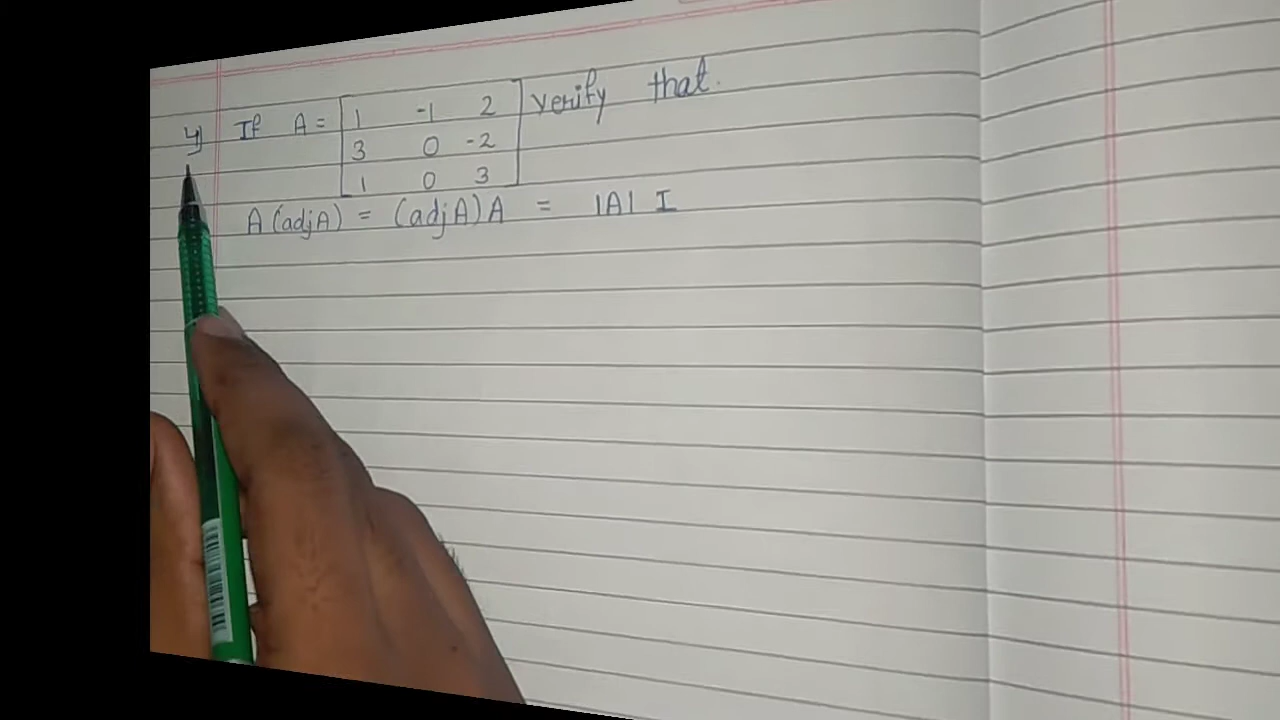 4) If A = [ 1 -1 2 ] verify that.
3 0 -2
1 0 3
A (adjA) = (adjA) A = |A| I